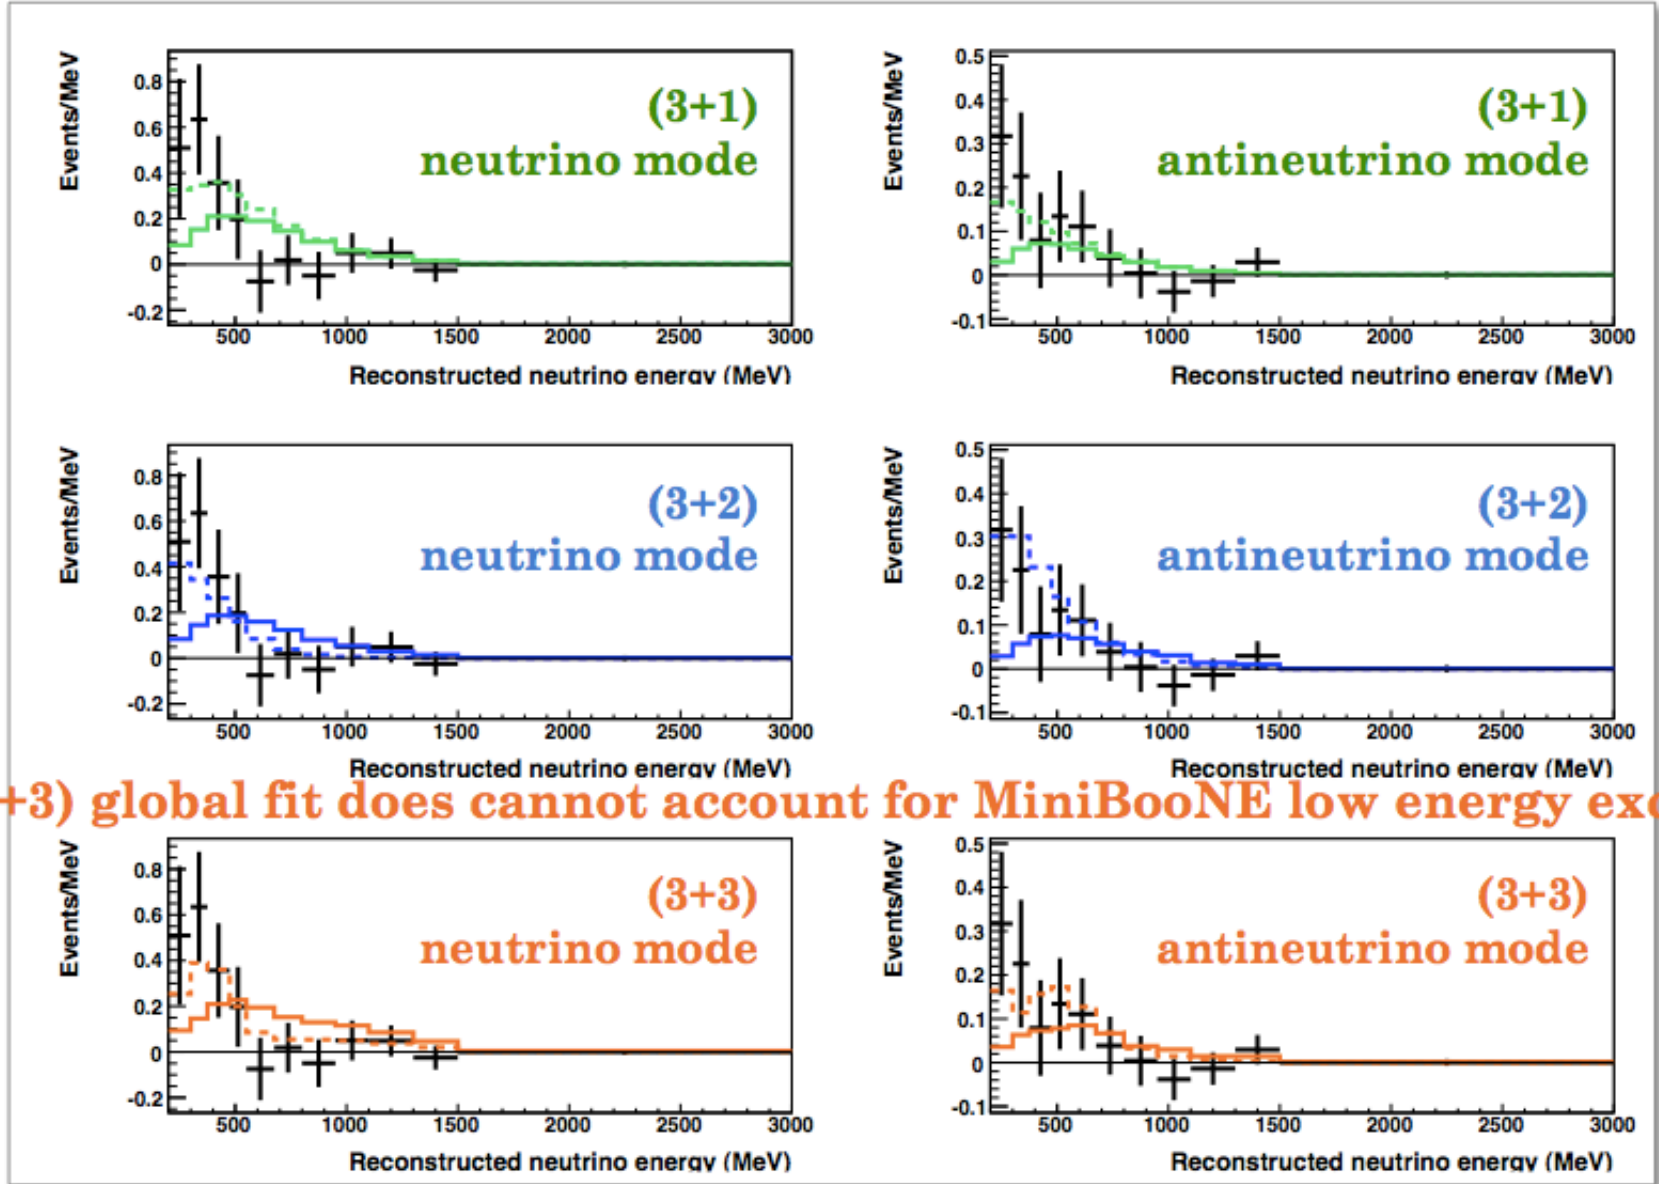 Events/MeV
0.8
0.6
0.4
0.2
0
-0.2
(3+1)
neutrino mode
500 1000 1500 2000 2500 3000
Reconstructed neutrino energy (MeV)
Events/MeV
0.5
0.4
0.3
0.2
0.1
0
-0.1
(3+1)
antineutrino mode
500 1000 1500 2000 2500 3000
Reconstructed neutrino energy (MeV)
Events/MeV
0.8
0.6
0.4
0.2
0
-0.2
(3+2)
neutrino mode
500 1000 1500 2000 2500 3000
Reconstructed neutrino energy (MeV)
Events/MeV
0.5
0.4
0.3
0.2
0.1
0
-0.1
(3+2)
antineutrino mode
500 1000 1500 2000 2500 3000
Reconstructed neutrino energy (MeV)
+3) global fit does cannot account for MiniBooNE low energy exc
Events/MeV
0.8
0.6
0.4
0.2
0
-0.2
(3+3)
neutrino mode
500 1000 1500 2000 2500 3000
Reconstructed neutrino energy (MeV)
Events/MeV
0.5
0.4
0.3
0.2
0.1
0
-0.1
(3+3)
antineutrino mode
500 1000 1500 2000 2500 3000
Reconstructed neutrino energy (MeV)